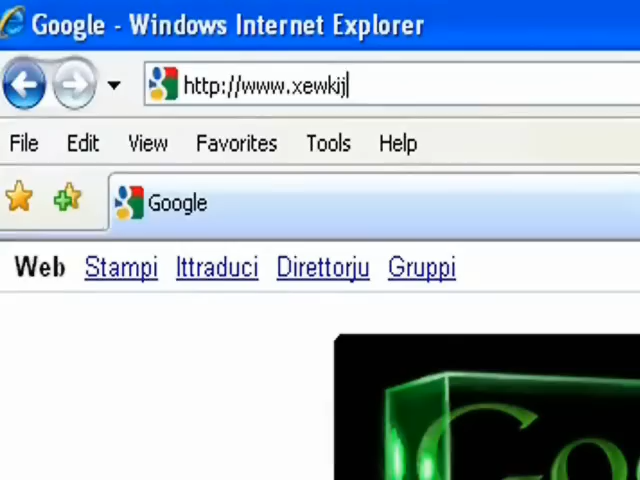 Google - Windows Internet Explorer
http://www.xewkij
File Edit View Favorites Tools Help
Google
Web Stampi Ittraduci Direttorju Gruppi
Goo